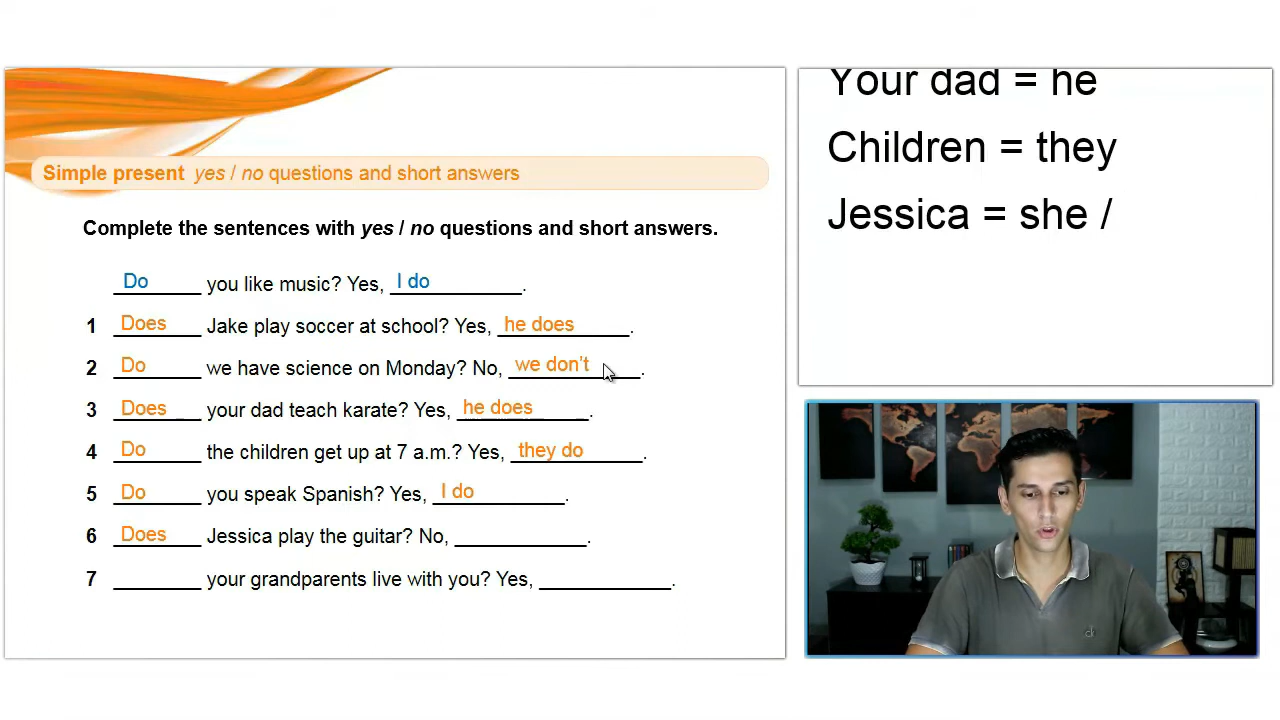 Simple present yes / no questions and short answers
Complete the sentences with yes / no questions and short answers.
Do you like music? Yes, I do.
1 Does Jake play soccer at school? Yes, he does.
2 Do we have science on Monday? No, we don't.
3 Does your dad teach karate? Yes, he does.
4 Do the children get up at 7 a.m.? Yes, they do.
5 Do you speak Spanish? Yes, I do.
6 Does Jessica play the guitar? No, ____________.
7 ________ your grandparents live with you? Yes, ____________.
Your dad = he
Children = they
Jessica = she /